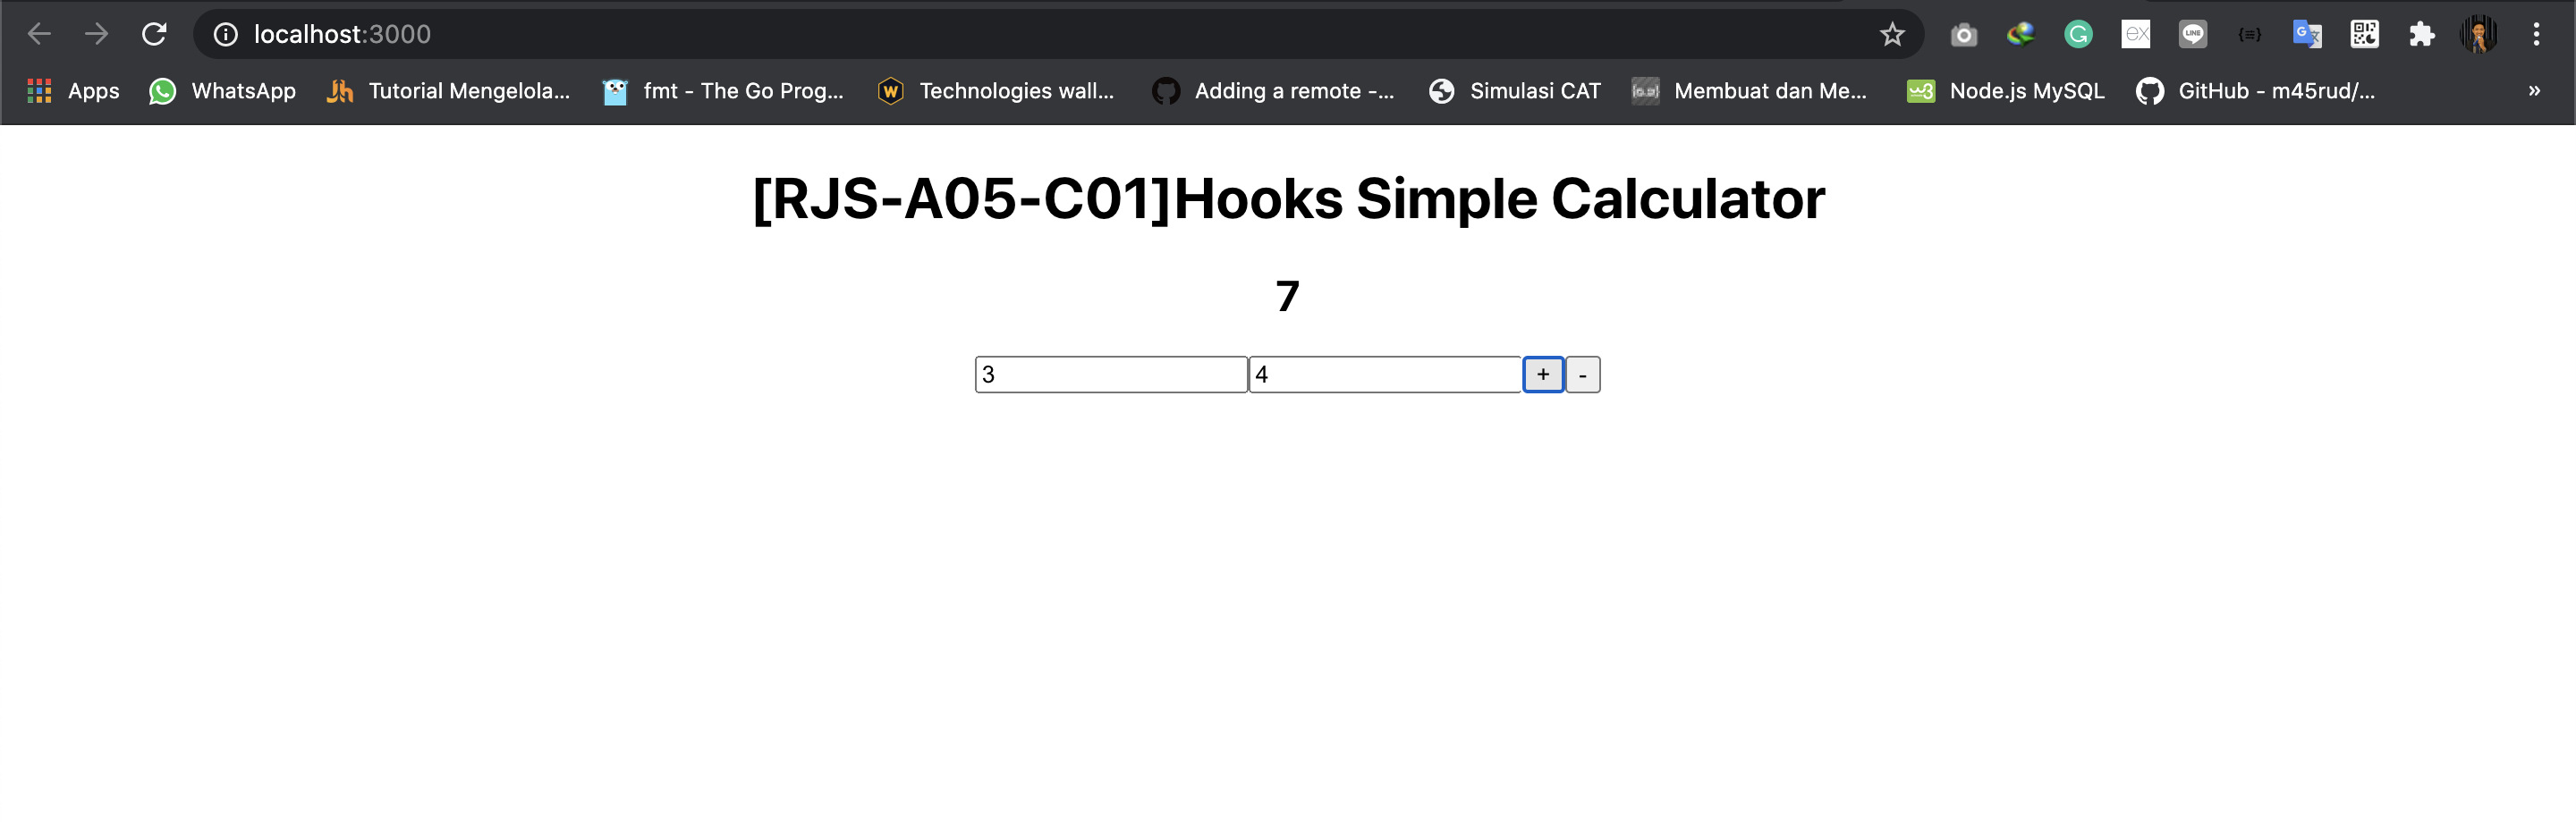 localhost:3000
Apps WhatsApp Tutorial Mengelola... fmt - The Go Prog... Technologies wall... Adding a remote -... Simulasi CAT Membuat dan Me... Node.js MySQL GitHub - m45rud/... »
[RJS-A05-C01]Hooks Simple Calculator
7
3 4 + -